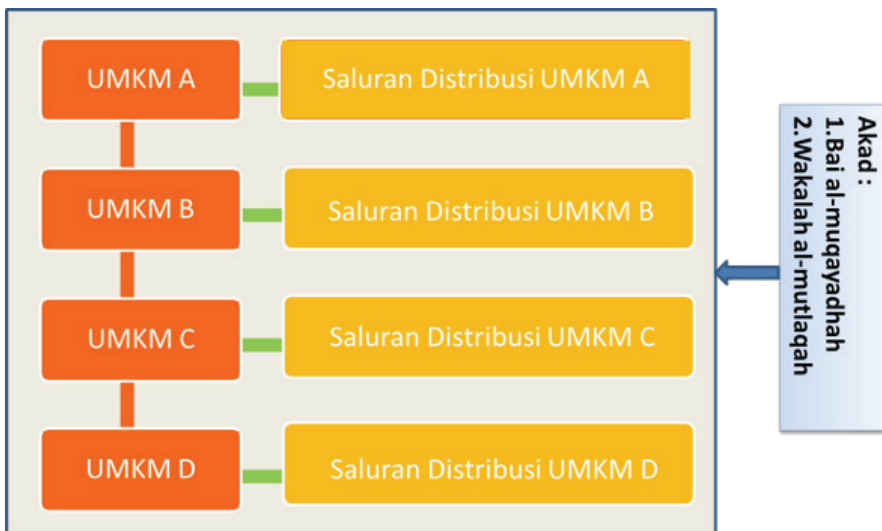 UMKM A
Saluran Distribusi UMKM A
UMKM B
Saluran Distribusi UMKM B
UMKM C
Saluran Distribusi UMKM C
UMKM D
Saluran Distribusi UMKM D
Akad :
1.Bai al-muqayadhah
2.Wakalah al-mutlaqah